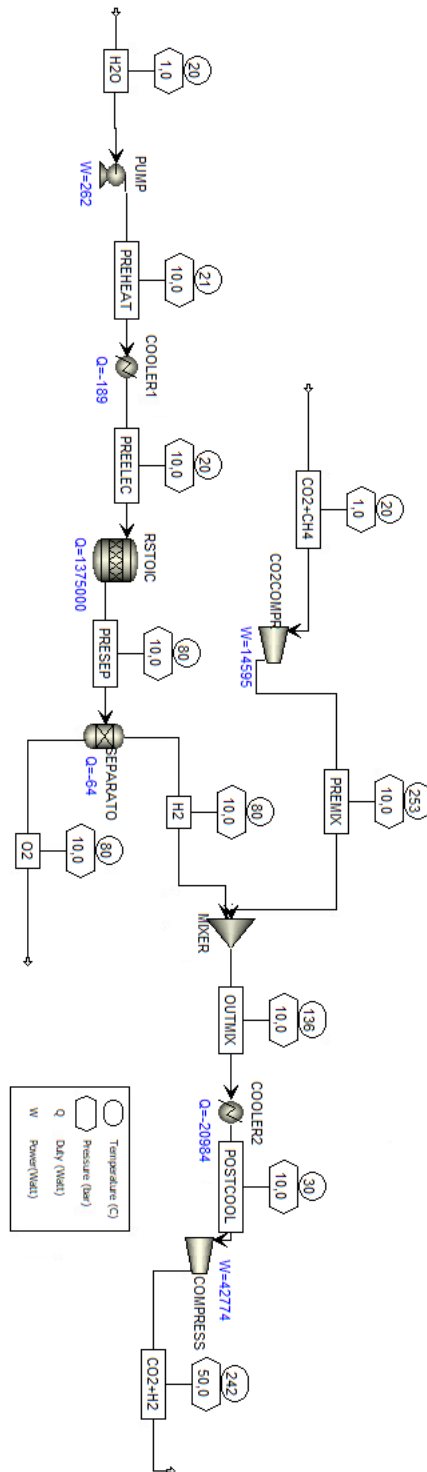 H2O
1,0
20
PUMP
W=262
PREHEAT
10,0
21
COOLER1
Q=-189
PREELEC
10,0
20
RSTOIC
Q=1375000
PRESEP
10,0
80
SEPARATO
Q=-64
O2
10,0
80
H2
10,0
80
CO2+CH4
1,0
20
CO2COMPR
W=14595
PREMIX
10,0
253
MIXER
OUTMIX
10,0
136
COOLER2
Q=-20984
POSTCOOL
10,0
30
COMPRESS
W=42774
CO2+H2
50,0
242
Temperature (C)
Pressure (bar)
Q Duty (Watt)
W Power(Watt)